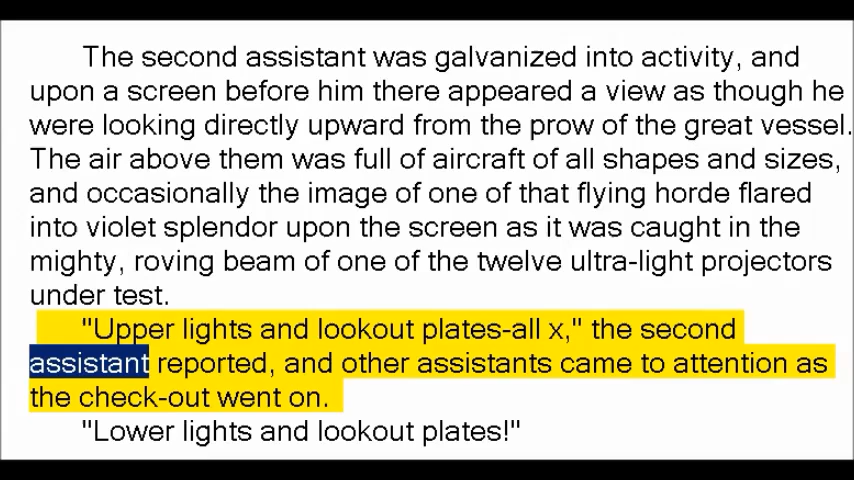 The second assistant was galvanized into activity, and
upon a screen before him there appeared a view as though he
were looking directly upward from the prow of the great vessel.
The air above them was full of aircraft of all shapes and sizes,
and occasionally the image of one of that flying horde flared
into violet splendor upon the screen as it was caught in the
mighty, roving beam of one of the twelve ultra-light projectors
under test.
"Upper lights and lookout plates-all x," the second
assistant reported, and other assistants came to attention as
the check-out went on.
"Lower lights and lookout plates!"